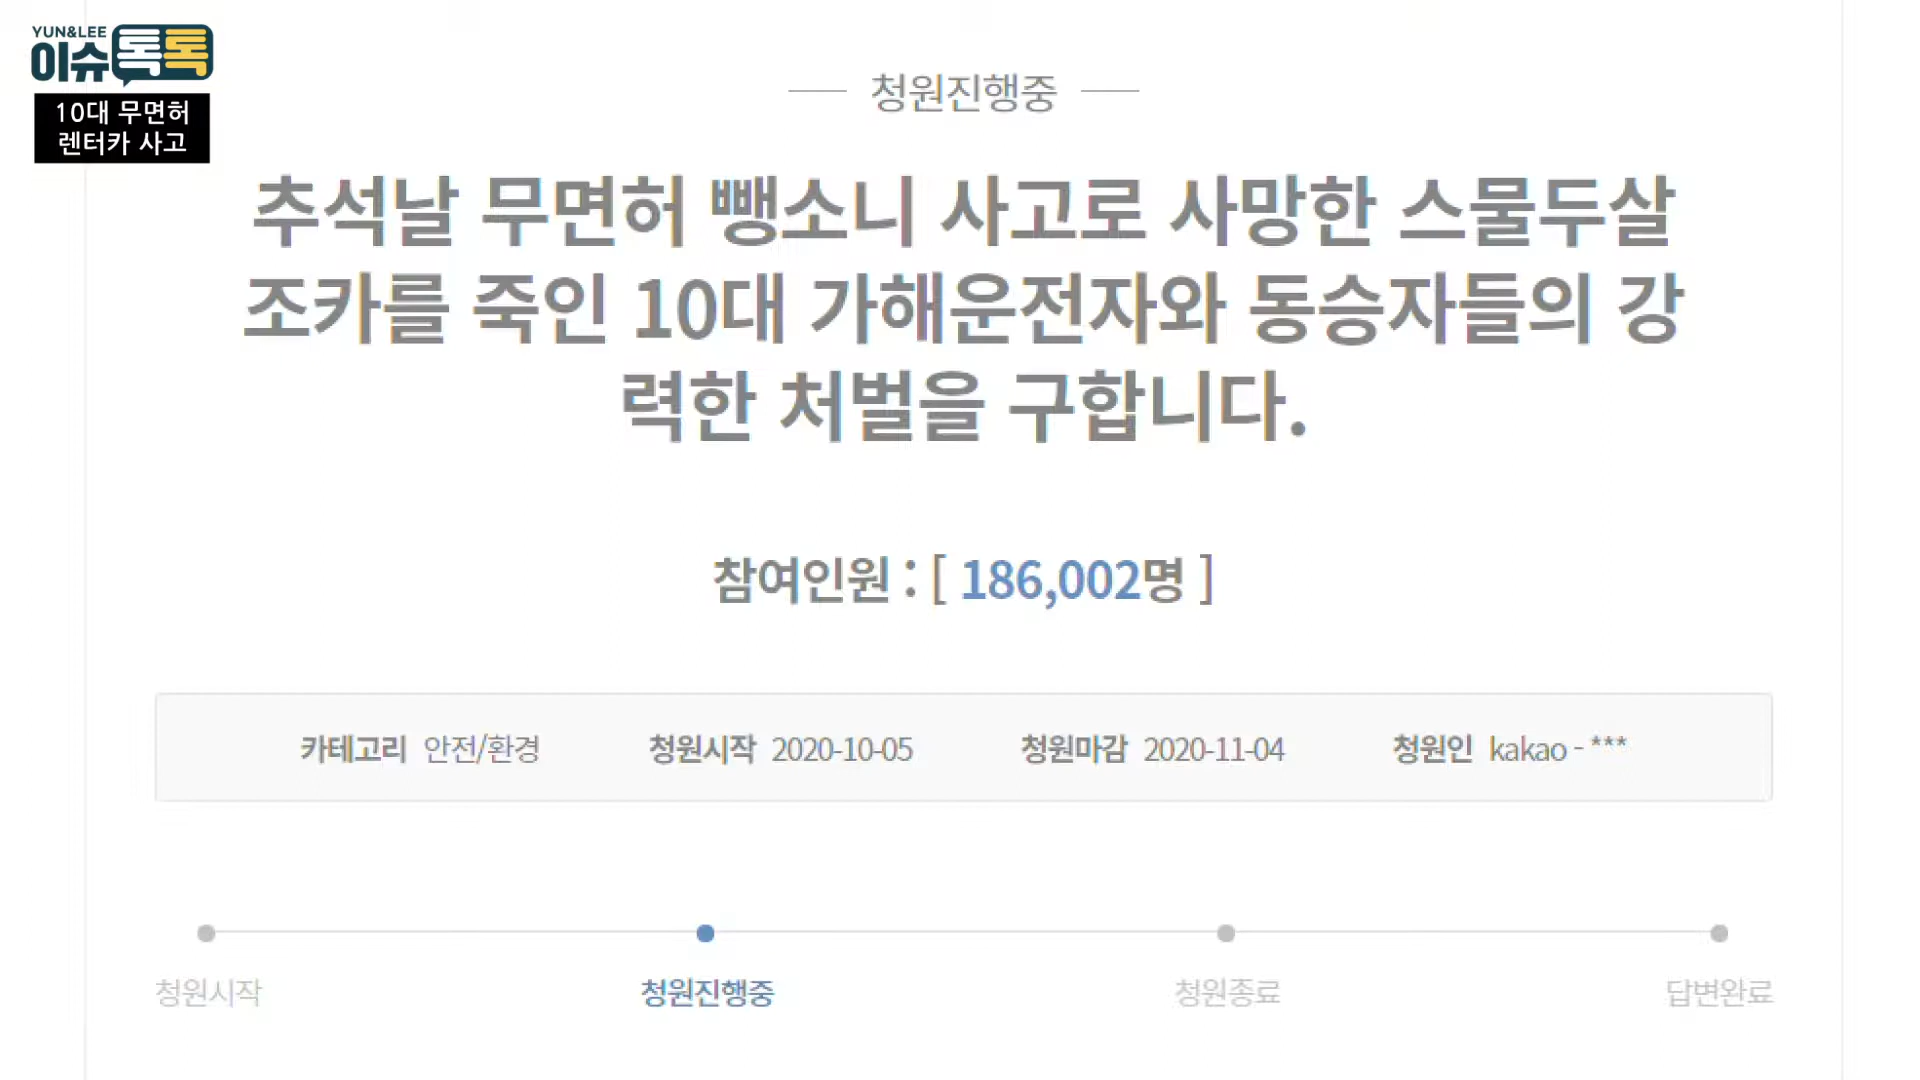 YUN&LEE
이슈톡톡
10대 무면허
렌터카 사고
청원진행중
추석날 무면허 뺑소니 사고로 사망한 스물두살
조카를 죽인 10대 가해운전자와 동승자들의 강
력한 처벌을 구합니다.
참여인원 : [ 186,002명 ]
카테고리 안전/환경 청원시작 2020-10-05 청원마감 2020-11-04 청원인 kakao - ***
청원시작 청원진행중 청원종료 답변완료